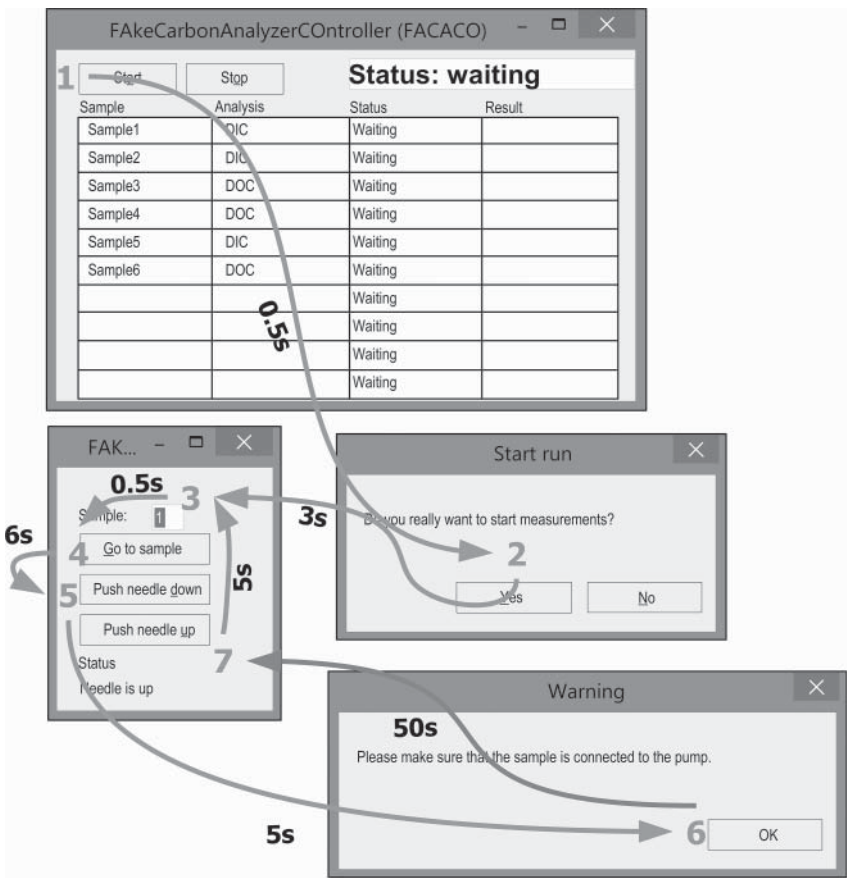 FAkeCarbonAnalyzerCOntroller (FACACO)
1 Start Stop Status: waiting
Sample Analysis Status Result
Sample1 DIC Waiting
Sample2 DIC Waiting
Sample3 DOC Waiting
Sample4 DOC Waiting
Sample5 DIC Waiting
Sample6 DOC Waiting
Waiting
Waiting
Waiting
Waiting
0.5s
FAK...
0.5s
3
Sample: 1
6s
4 Go to sample
5 Push needle down
Push needle up
5s
7
Status
Needle is up
Start run
3s
Do you really want to start measurements?
2
Yes No
Warning
50s
Please make sure that the sample is connected to the pump.
5s
6 OK